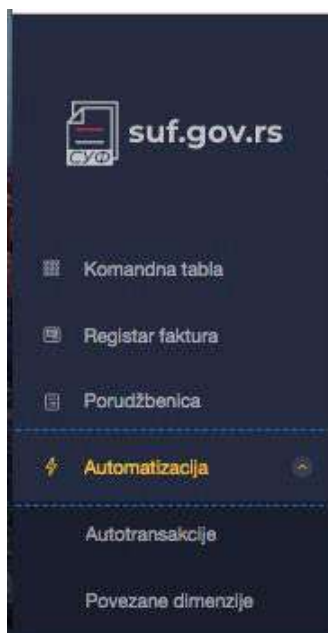 suf.gov.rs
СУФ
Komandna tabla
Registar faktura
Porudžbenica
Automatizacija
Autotransakcije
Povezane dimenzije